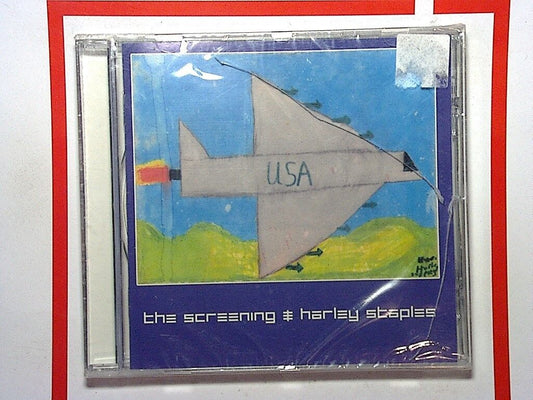 USA
the screening & harley staples